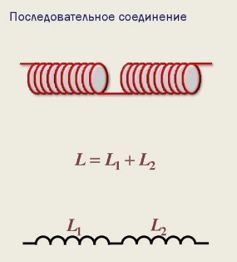 Последовательное соединение
L = L₁ + L₂
L₁ L₂